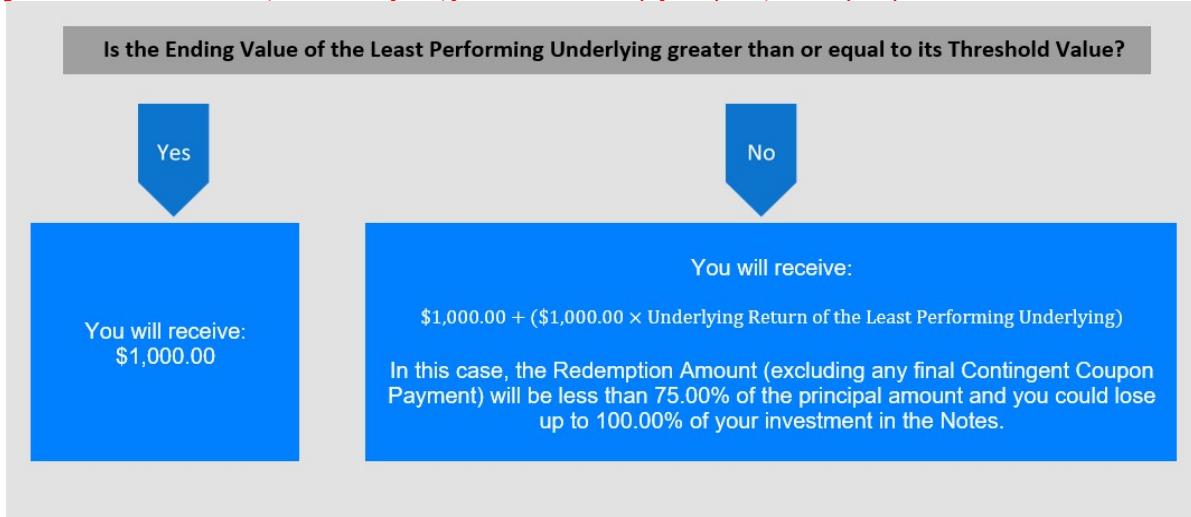 Is the Ending Value of the Least Performing Underlying greater than or equal to its Threshold Value?
Yes
No
You will receive:
$1,000.00
You will receive:
$1,000.00 + ($1,000.00 × Underlying Return of the Least Performing Underlying)
In this case, the Redemption Amount (excluding any final Contingent Coupon
Payment) will be less than 75.00% of the principal amount and you could lose
up to 100.00% of your investment in the Notes.